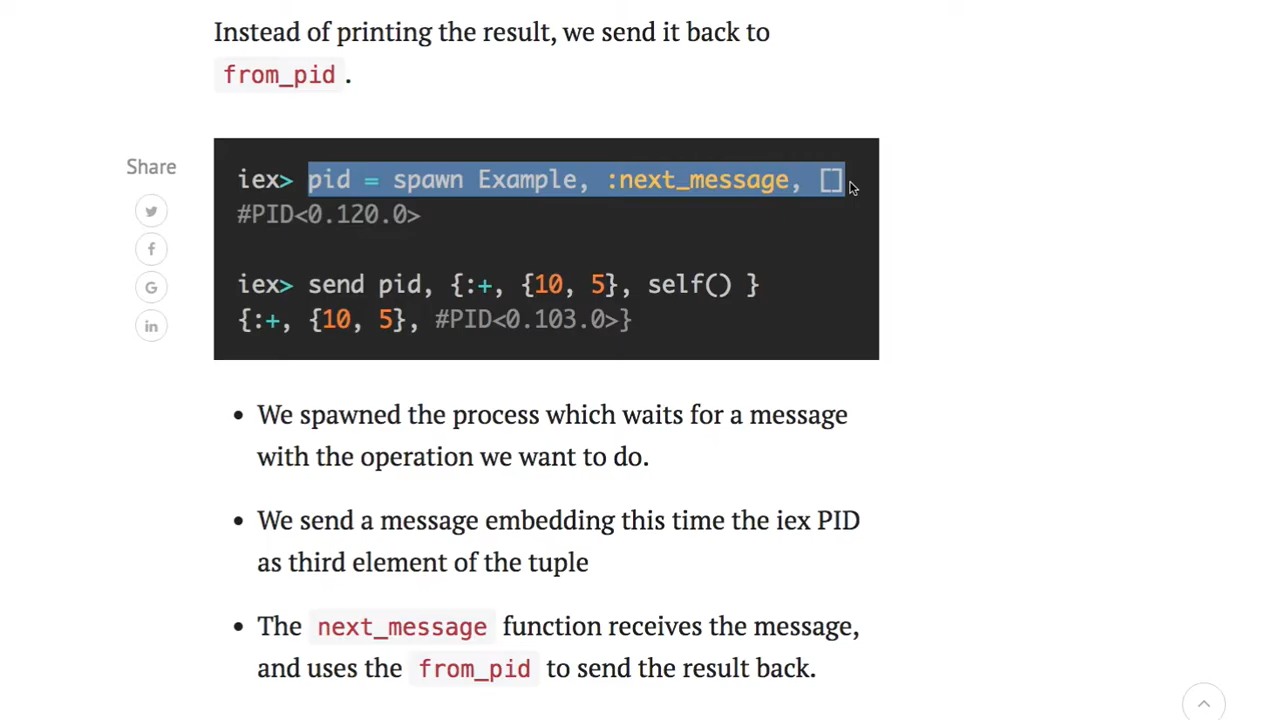 Instead of printing the result, we send it back to
from_pid .
Share
iex> pid = spawn Example, :next_message, []
#PID<0.120.0>
iex> send pid, {:+, {10, 5}, self() }
{:+, {10, 5}, #PID<0.103.0>}
• We spawned the process which waits for a message
with the operation we want to do.
• We send a message embedding this time the iex PID
as third element of the tuple
• The next_message function receives the message,
and uses the from_pid to send the result back.